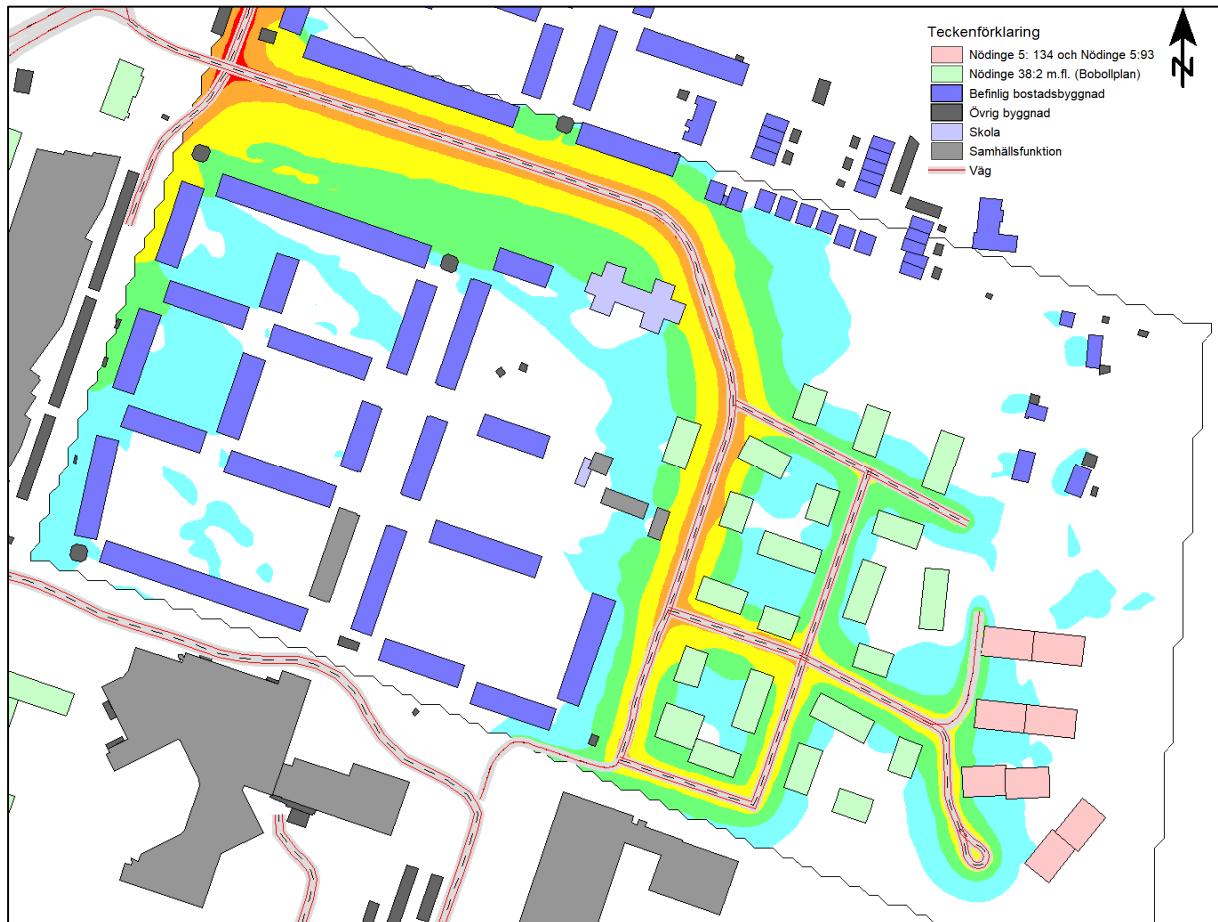 Teckenförklaring
Nödinge 5: 134 och Nödinge 5:93
Nödinge 38:2 m.fl. (Bobollplan)
Befinlig bostadsbyggnad
Övrig byggnad
Skola
Samhällsfunktion
Väg
N